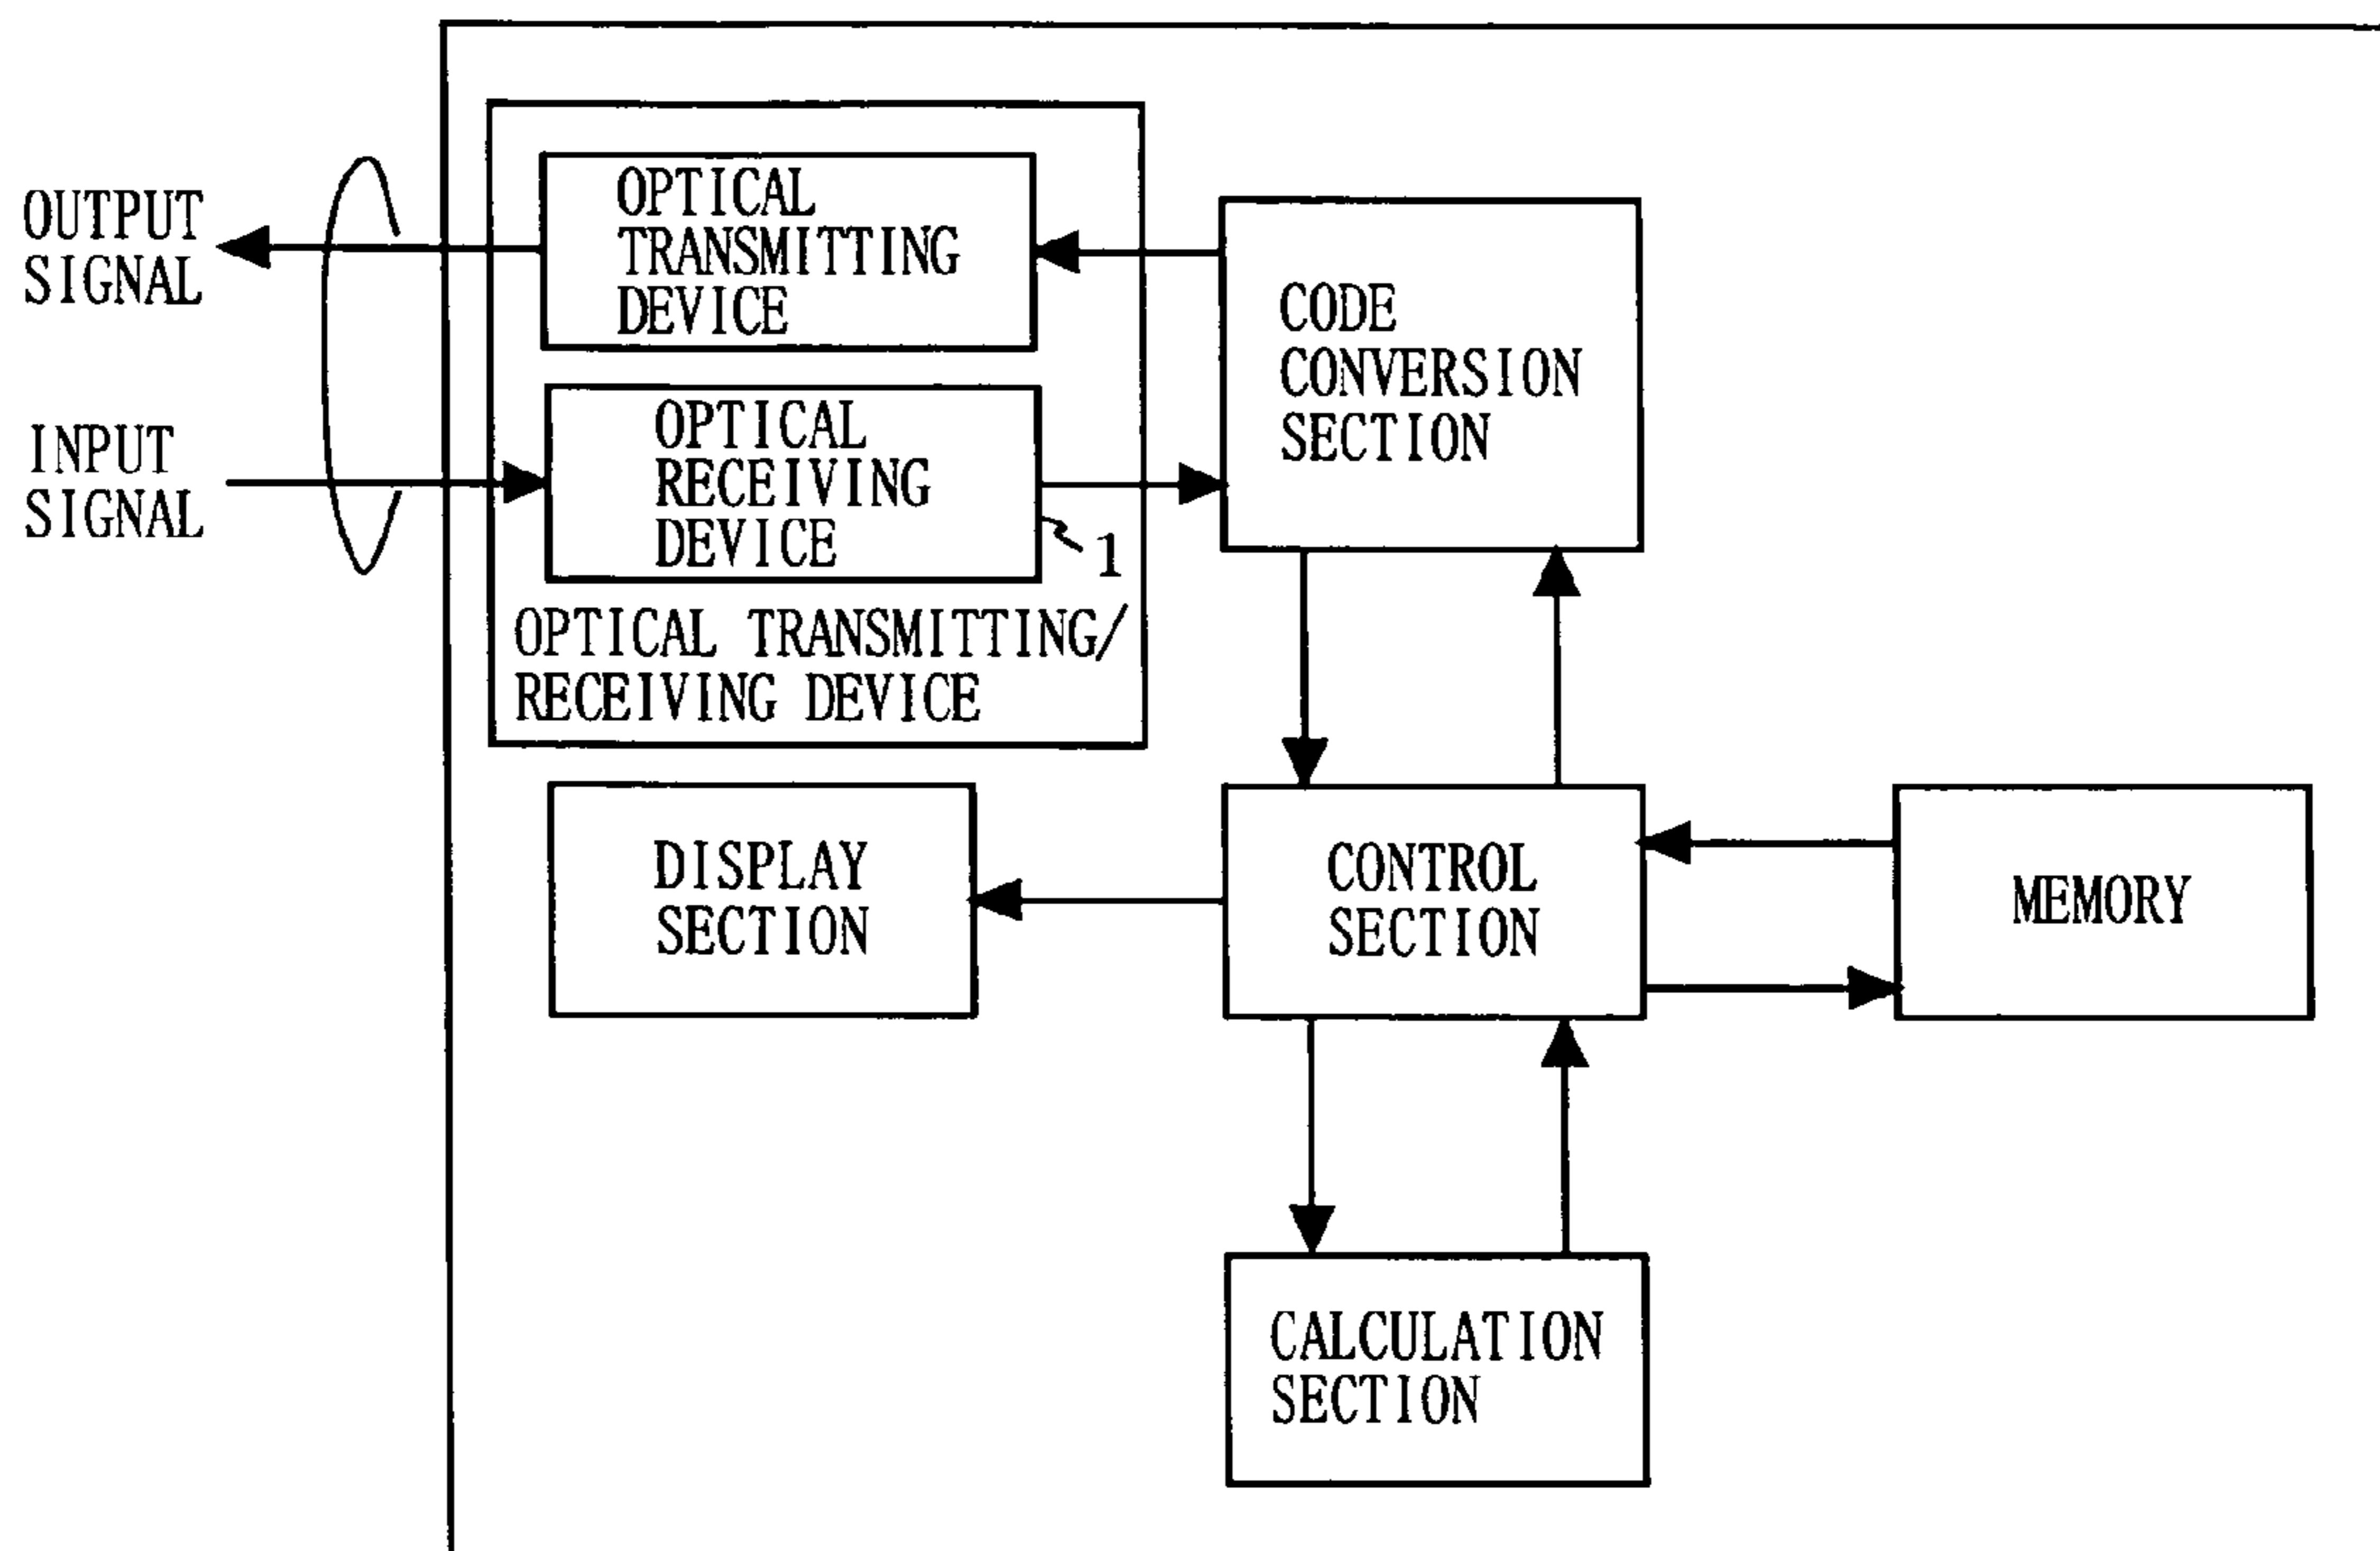 OUTPUT
SIGNAL
INPUT
SIGNAL
OPTICAL
TRANSMITTING
DEVICE
OPTICAL
RECEIVING
DEVICE
1
OPTICAL TRANSMITTING/
RECEIVING DEVICE
CODE
CONVERSION
SECTION
DISPLAY
SECTION
CONTROL
SECTION
MEMORY
CALCULATION
SECTION